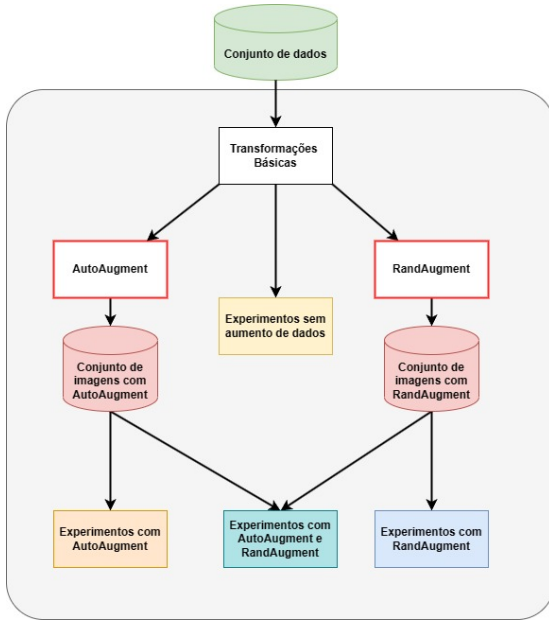 Conjunto de dados
Transformações
Básicas
AutoAugment
RandAugment
Experimentos sem
aumento de dados
Conjunto de
imagens com
AutoAugment
Conjunto de
imagens com
RandAugment
Experimentos com
AutoAugment
Experimentos com
AutoAugment e
RandAugment
Experimentos com
RandAugment